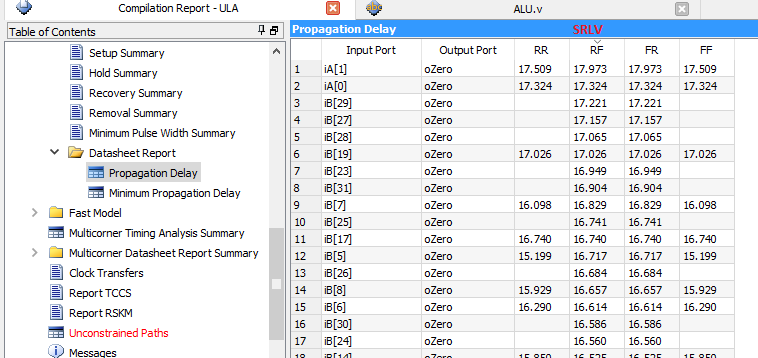 Compilation Report - ULA
ALU.v
Table of Contents
Setup Summary
Hold Summary
Recovery Summary
Removal Summary
Minimum Pulse Width Summary
Datasheet Report
Propagation Delay
Minimum Propagation Delay
Fast Model
Multicorner Timing Analysis Summary
Multicorner Datasheet Report Summary
Clock Transfers
Report TCCS
Report RSKM
Unconstrained Paths
Messages
Propagation Delay SRLV
Input Port Output Port RR RF FR FF
1 iA[1] oZero 17.509 17.973 17.973 17.509
2 iA[0] oZero 17.324 17.324 17.324 17.324
3 iB[29] oZero 17.221 17.221
4 iB[27] oZero 17.157 17.157
5 iB[28] oZero 17.065 17.065
6 iB[19] oZero 17.026 17.026 17.026 17.026
7 iB[23] oZero 16.949 16.949
8 iB[31] oZero 16.904 16.904
9 iB[7] oZero 16.098 16.829 16.829 16.098
10 iB[25] oZero 16.741 16.741
11 iB[17] oZero 16.740 16.740 16.740 16.740
12 iB[5] oZero 15.199 16.717 16.717 15.199
13 iB[26] oZero 16.684 16.684
14 iB[8] oZero 15.929 16.657 16.657 15.929
15 iB[6] oZero 16.290 16.614 16.614 16.290
16 iB[30] oZero 16.586 16.586
17 iB[24] oZero 16.560 16.560
18 iB[14] oZero 15.850 16.525 16.525 15.850